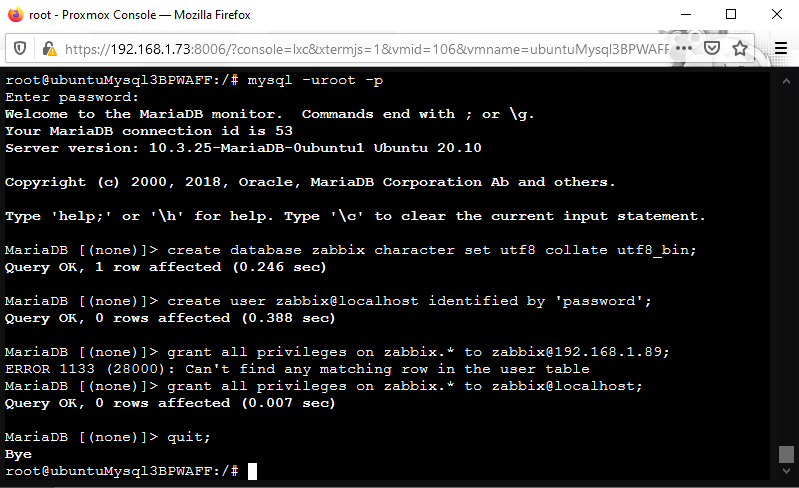 root - Proxmox Console — Mozilla Firefox
https://192.168.1.73:8006/?console=lxc&xtermjs=1&vmid=106&vmname=ubuntuMysql3BPWAFF
root@ubuntuMysql3BPWAFF:/# mysql -uroot -p
Enter password:
Welcome to the MariaDB monitor.  Commands end with ; or \g.
Your MariaDB connection id is 53
Server version: 10.3.25-MariaDB-0ubuntu1 Ubuntu 20.10
Copyright (c) 2000, 2018, Oracle, MariaDB Corporation Ab and others.
Type 'help;' or '\h' for help. Type '\c' to clear the current input statement.
MariaDB [(none)]> create database zabbix character set utf8 collate utf8_bin;
Query OK, 1 row affected (0.246 sec)
MariaDB [(none)]> create user zabbix@localhost identified by 'password';
Query OK, 0 rows affected (0.388 sec)
MariaDB [(none)]> grant all privileges on zabbix.* to zabbix@192.168.1.89;
ERROR 1133 (28000): Can't find any matching row in the user table
MariaDB [(none)]> grant all privileges on zabbix.* to zabbix@localhost;
Query OK, 0 rows affected (0.007 sec)
MariaDB [(none)]> quit;
Bye
root@ubuntuMysql3BPWAFF:/#